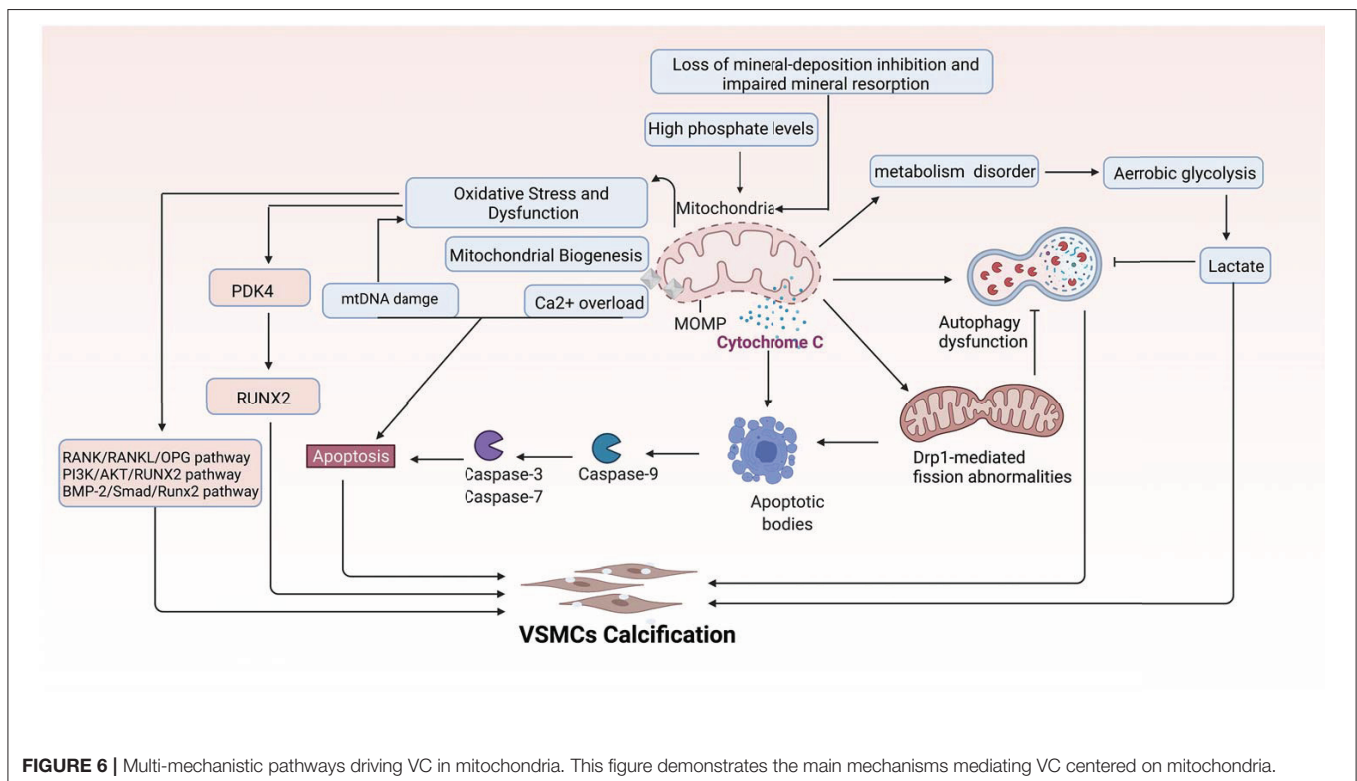 Loss of mineral-deposition inhibition and
impaired mineral resorption
High phosphate levels
metabolism disorder
Aerrobic glycolysis
Oxidative Stress and
Dysfunction
Mitochondria
Mitochondrial Biogenesis
Lactate
PDK4
mtDNA damge
Ca2+ overload
MOMP
Cytochrome C
Autophagy
dysfunction
RUNX2
RANK/RANKL/OPG pathway
PI3K/AKT/RUNX2 pathway
BMP-2/Smad/Runx2 pathway
Apoptosis
Caspase-3
Caspase-7
Caspase-9
Apoptotic
bodies
Drp1-mediated
fission abnormalities
VSMCs Calcification
FIGURE 6 | Multi-mechanistic pathways driving VC in mitochondria. This figure demonstrates the main mechanisms mediating VC centered on mitochondria.